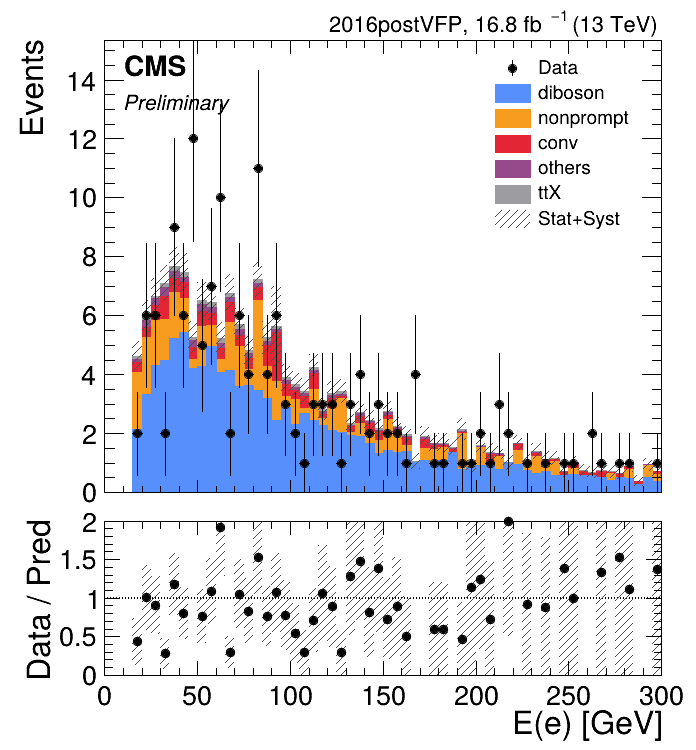 2016postVFP, 16.8 fb ⁻¹ (13 TeV)
CMS
Preliminary
Events
14
12
10
8
6
4
2
0
Data
diboson
nonprompt
conv
others
ttX
Stat+Syst
Data / Pred
2
1.5
1
0.5
0
0 50 100 150 200 250 300
E(e) [GeV]